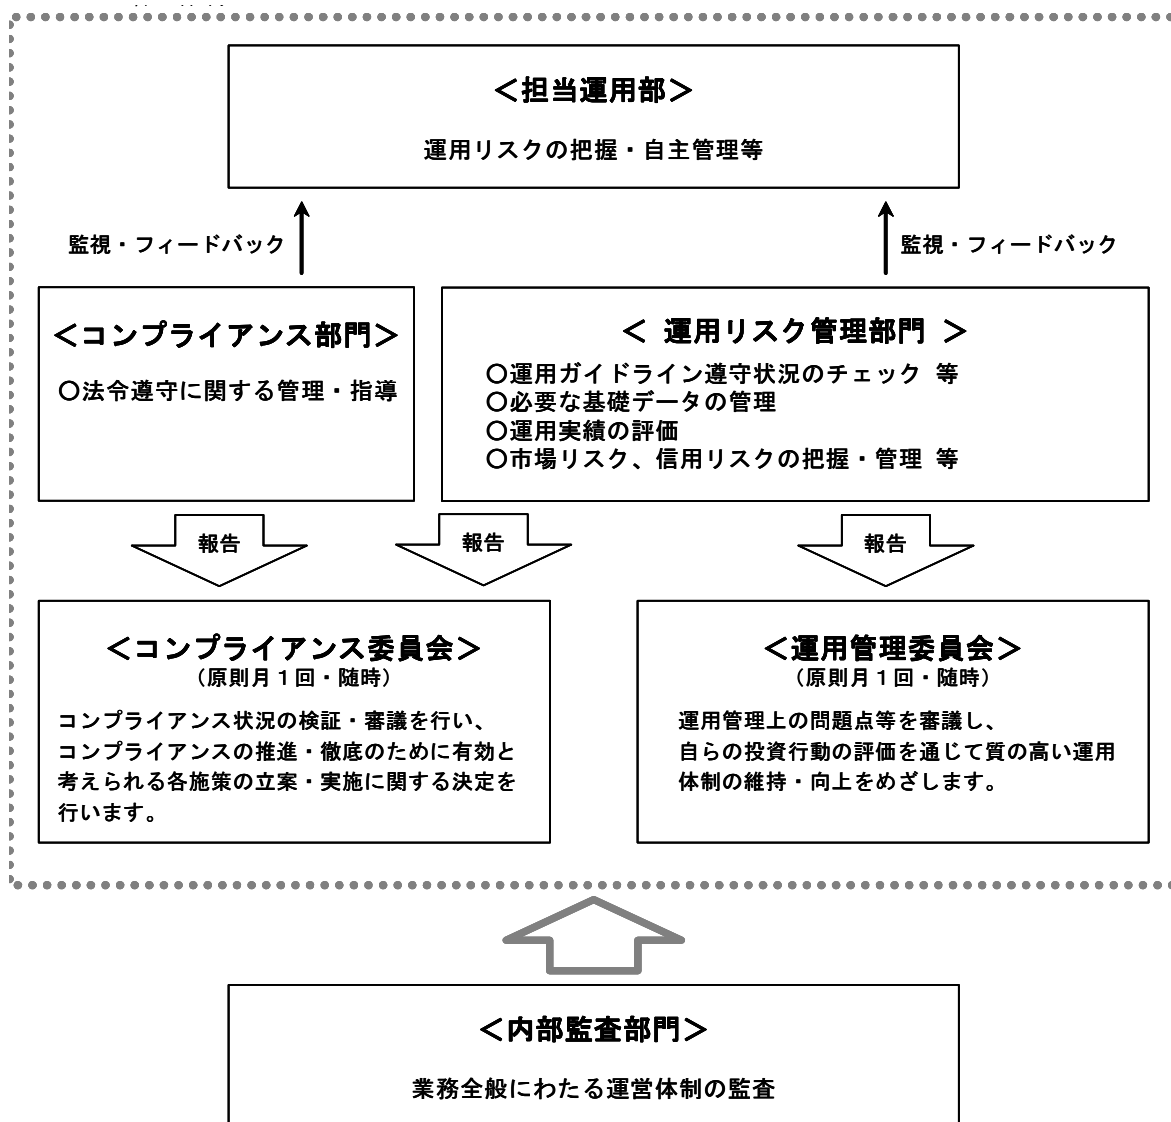 ＜担当運用部＞
運用リスクの把握・自主管理等
監視・フィードバック
監視・フィードバック
＜コンプライアンス部門＞
〇法令遵守に関する管理・指導
＜ 運用リスク管理部門 ＞
〇運用ガイドライン遵守状況のチェック 等
〇必要な基礎データの管理
〇運用実績の評価
〇市場リスク、信用リスクの把握・管理 等
報告
報告
報告
＜コンプライアンス委員会＞
（原則月１回・随時）
コンプライアンス状況の検証・審議を行い、
コンプライアンスの推進・徹底のために有効と
考えられる各施策の立案・実施に関する決定を
行います。
＜運用管理委員会＞
（原則月１回・随時）
運用管理上の問題点等を審議し、
自らの投資行動の評価を通じて質の高い運用
体制の維持・向上をめざします。
＜内部監査部門＞
業務全般にわたる運営体制の監査